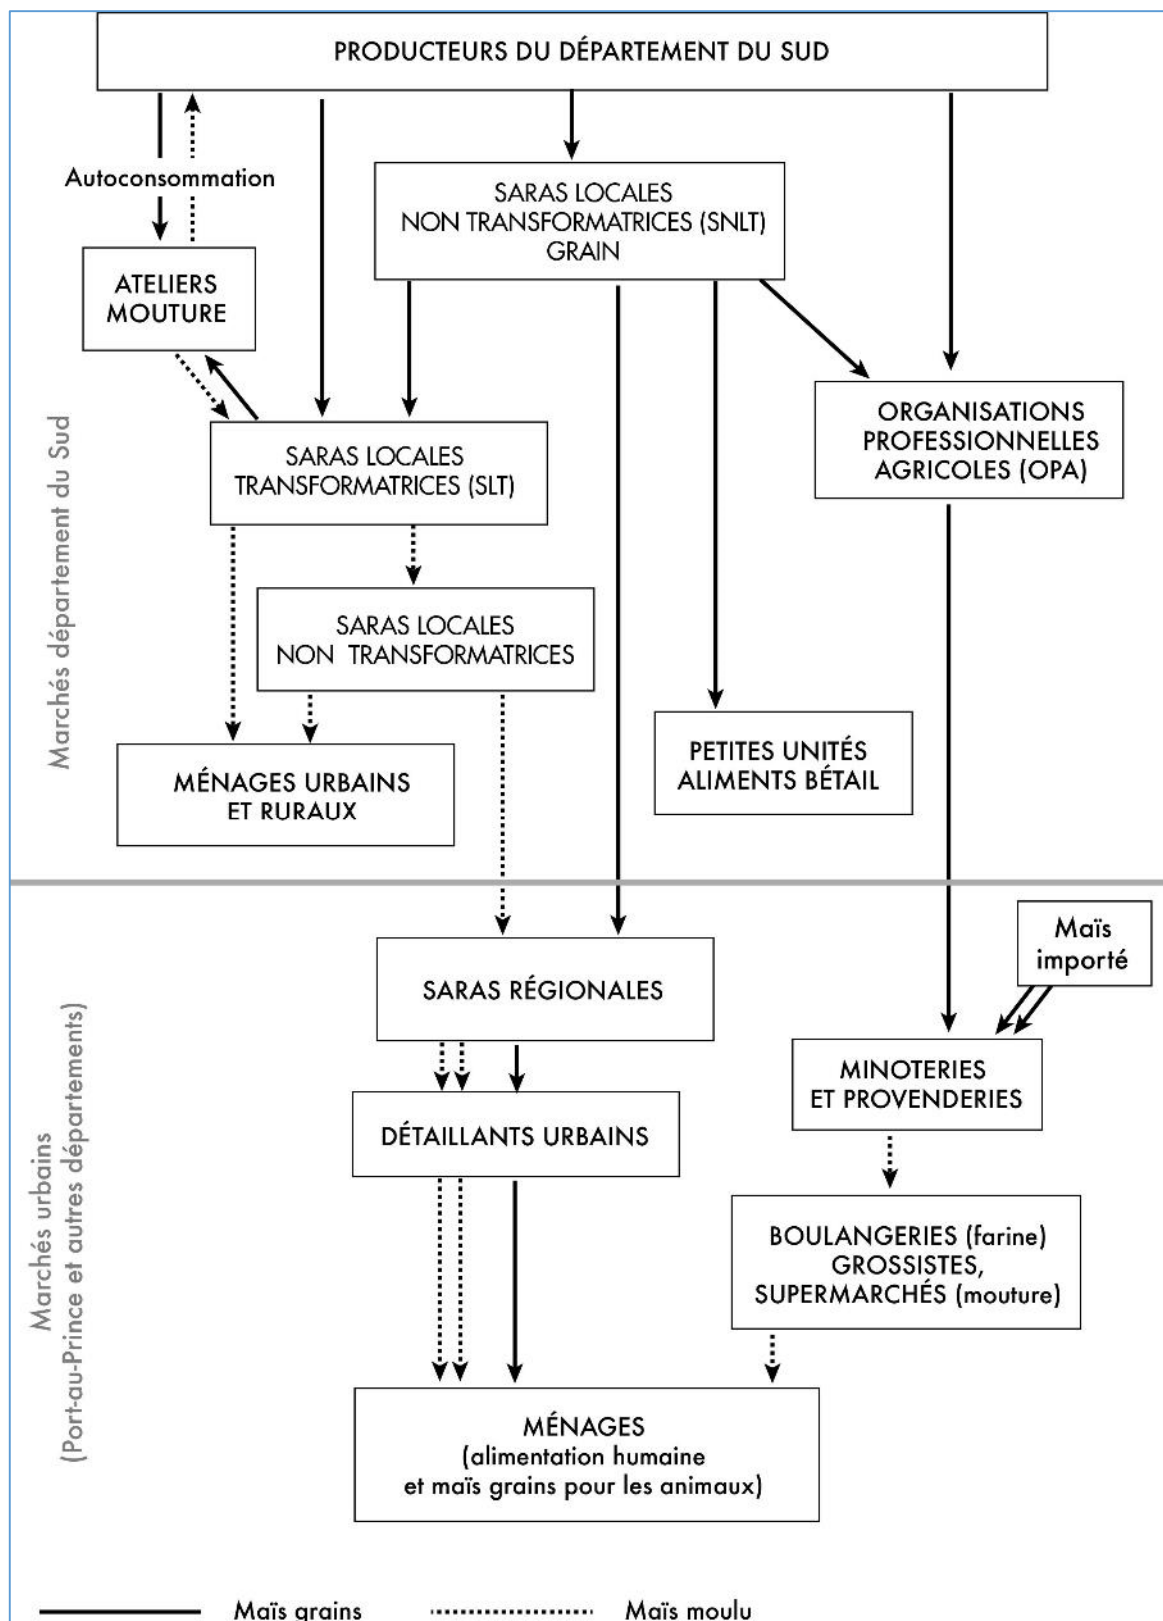 PRODUCTEURS DU DÉPARTEMENT DU SUD
Autoconsommation
SARAS LOCALES
NON TRANSFORMATRICES (SNLT)
GRAIN
ATELIERS
MOUTURE
ORGANISATIONS
PROFESSIONNELLES
AGRICOLES (OPA)
SARAS LOCALES
TRANSFORMATRICES (SLT)
Marchés département du Sud
SARAS LOCALES
NON TRANSFORMATRICES
PETITES UNITÉS
ALIMENTS BÉTAIL
MÉNAGES URBAINS
ET RURAUX
Maïs
importé
SARAS RÉGIONALES
MINOTERIES
ET PROVENDERIES
Marchés urbains
(Port-au-Prince et autres départements)
DÉTAILLANTS URBAINS
BOULANGERIES (farine)
GROSSISTES,
SUPERMARCHÉS (mouture)
MÉNAGES
(alimentation humaine
et maïs grains pour les animaux)
Maïs grains
Maïs moulu